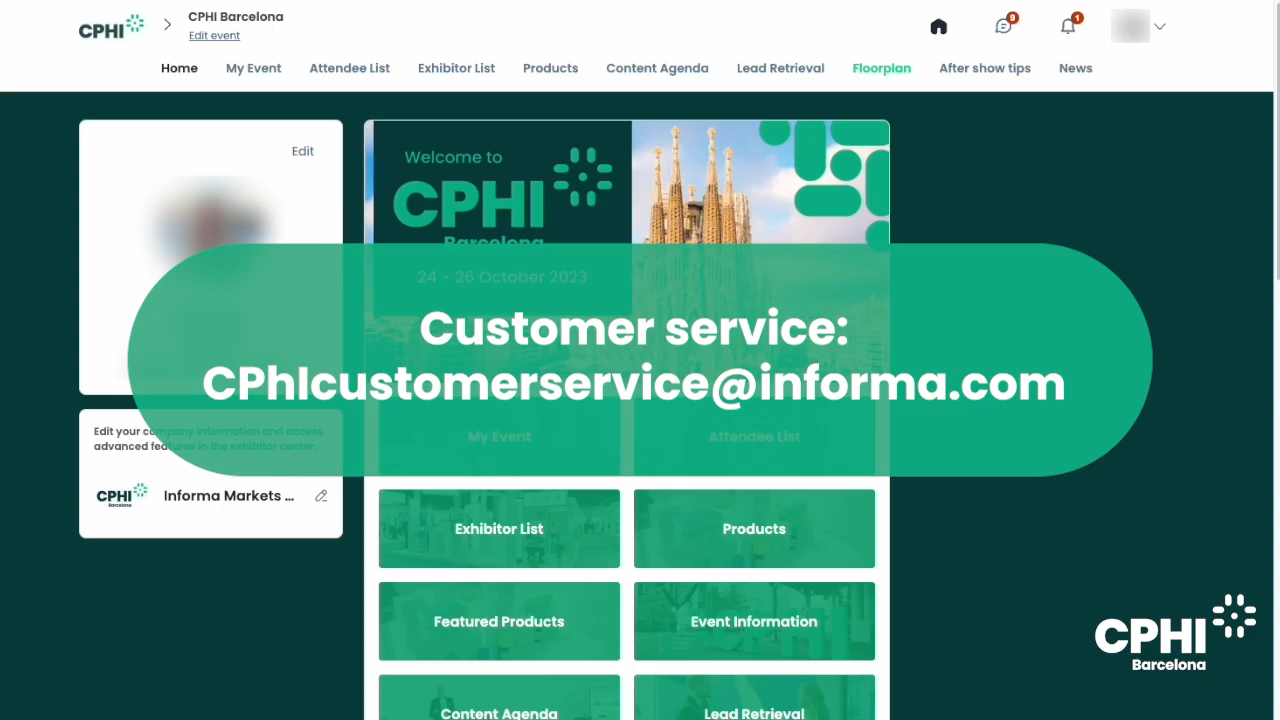 CPHI
CPHI Barcelona
Edit event
9
1
Home
My Event
Attendee List
Exhibitor List
Products
Content Agenda
Lead Retrieval
Floorplan
After show tips
News
Edit
Welcome to
CPHI
Barcelona
24 - 26 October 2023
Customer service:
CPhIcustomerservice@informa.com
My Event
Attendee List
Edit your company information and access
advanced features in the exhibitor center.
CPHI
Barcelona
Informa Markets ...
Exhibitor List
Products
Featured Products
Event Information
Content Agenda
Lead Retrieval
CPHI
Barcelona